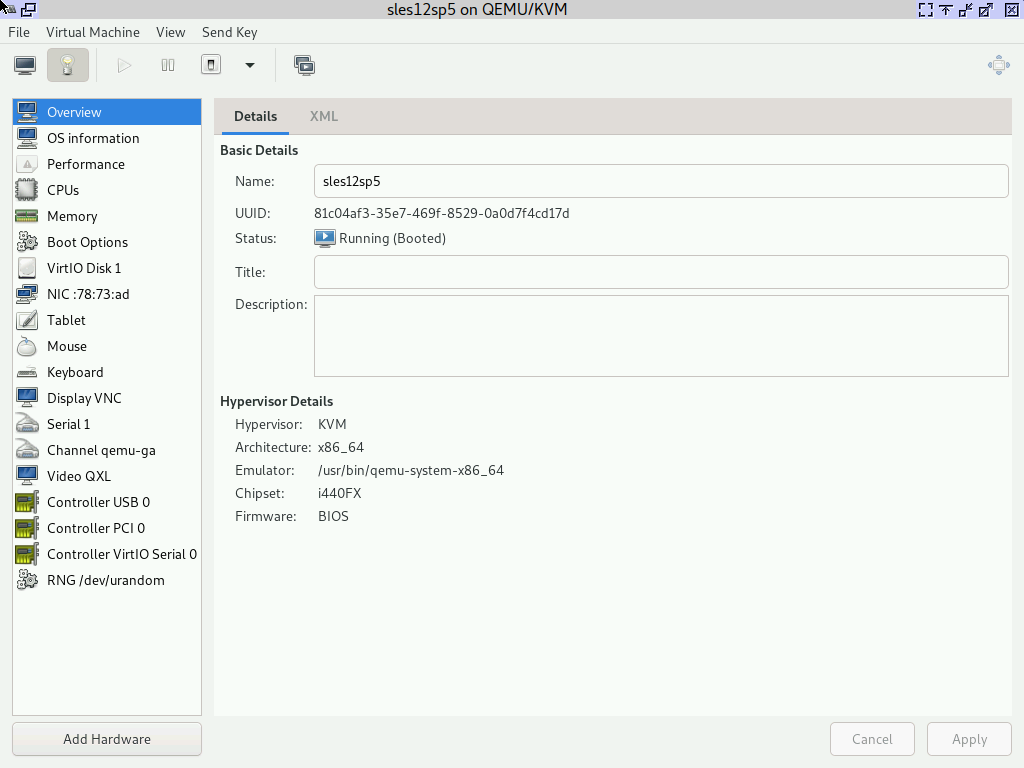 sles12sp5 on QEMU/KVM
File Virtual Machine View Send Key
Overview
OS information
Performance
CPUs
Memory
Boot Options
VirtIO Disk 1
NIC :78:73:ad
Tablet
Mouse
Keyboard
Display VNC
Serial 1
Channel qemu-ga
Video QXL
Controller USB 0
Controller PCI 0
Controller VirtIO Serial 0
RNG /dev/urandom
Add Hardware
Details XML
Basic Details
Name: sles12sp5
UUID: 81c04af3-35e7-469f-8529-0a0d7f4cd17d
Status: Running (Booted)
Title:
Description:
Hypervisor Details
Hypervisor: KVM
Architecture: x86_64
Emulator: /usr/bin/qemu-system-x86_64
Chipset: i440FX
Firmware: BIOS
Cancel Apply